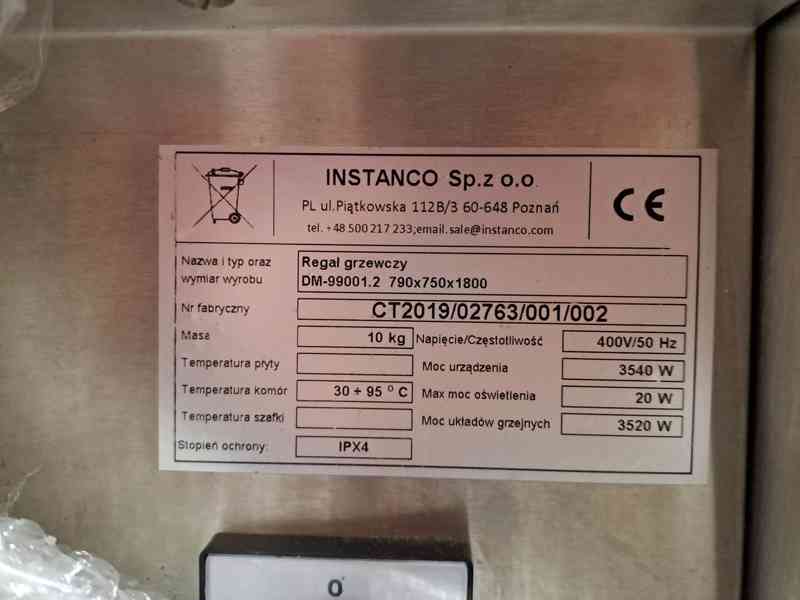 INSTANCO Sp.z o.o.
PL ul.Piątkowska 112B/3 60-648 Poznań
tel. +48 500 217 233;email.sale@instanco.com
CE
Nazwa i typ oraz wymiar wyrobu
Regał grzewczy
DM-99001.2 790x750x1800
Nr fabryczny CT2019/02763/001/002
Masa 10 kg Napięcie/Częstotliwość 400V/50 Hz
Temperatura płyty Moc urządzenia 3540 W
Temperatura komór 30 ÷ 95 º C Max moc oświetlenia 20 W
Temperatura szafki Moc układów grzejnych 3520 W
Stopień ochrony: IPX4
0